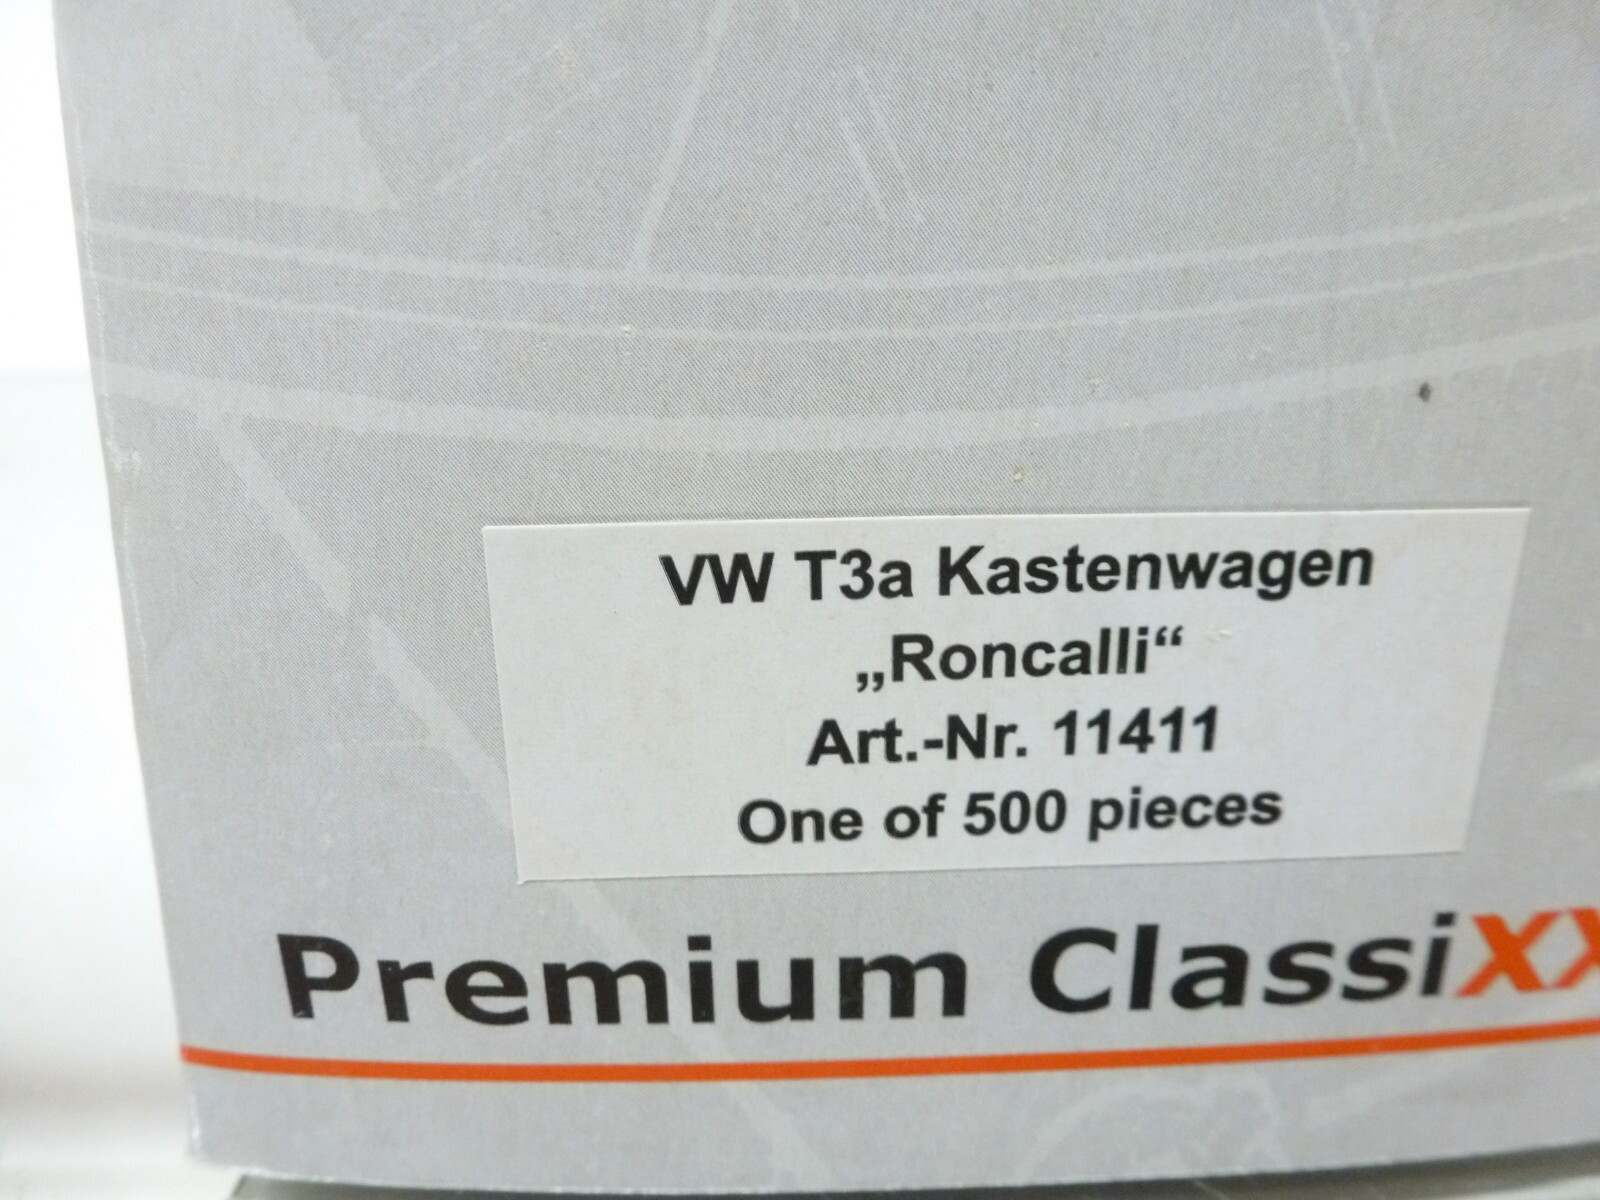 VW T3a Kastenwagen
„Roncalli“
Art.-Nr. 11411
One of 500 pieces
Premium Classixx